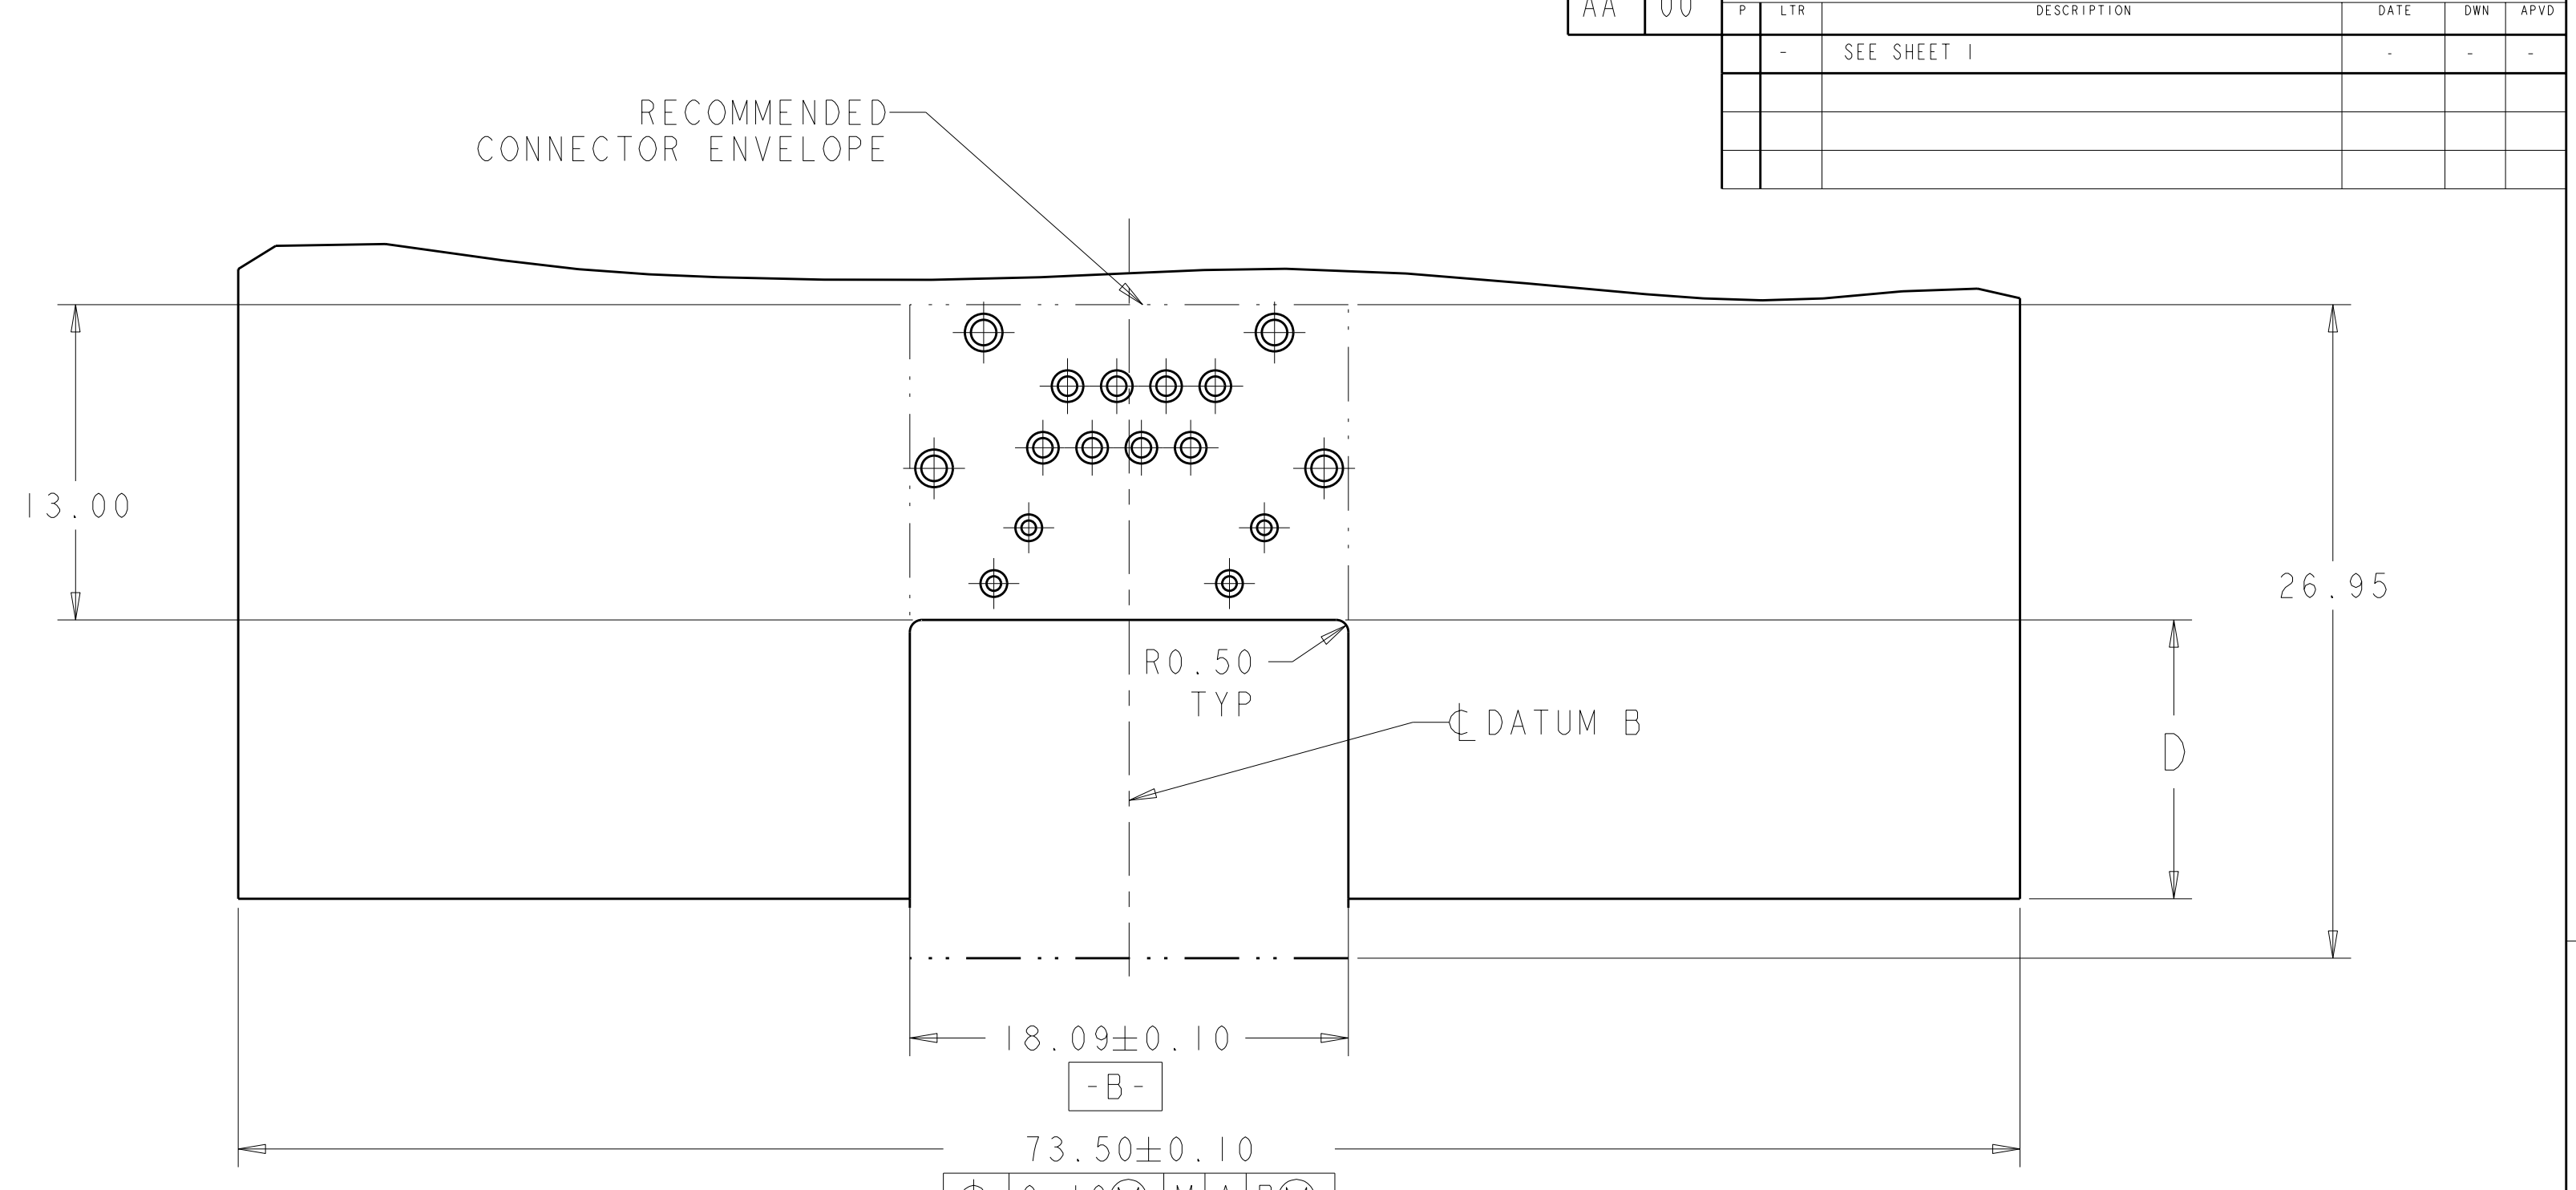 AA 00
P LTR DESCRIPTION DATE DWN APVD
- SEE SHEET 1 - - -
RECOMMENDED
CONNECTOR ENVELOPE
13.00
26.95
R0.50
TYP
℄ DATUM B
D
18.09±0.10
-B-
73.50±0.10